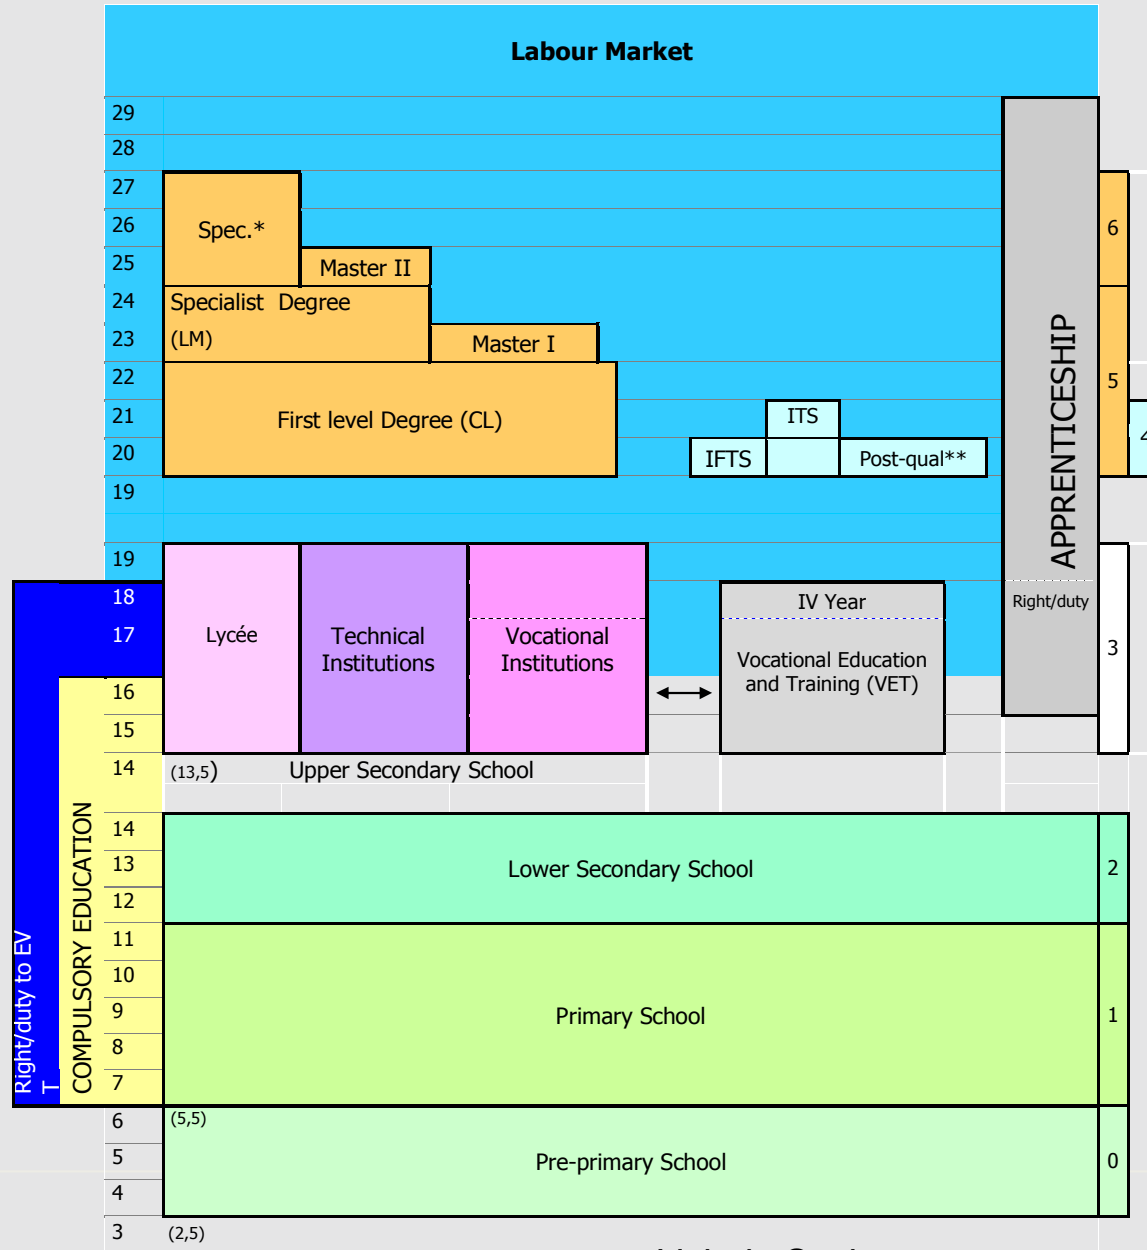 Labour Market
29
28
27
26
Spec.*
6
25
Master II
24
Specialist Degree
23
(LM)
Master I
22
5
21
First level Degree (CL)
ITS
20
IFTS
Post-qual**
19
APPRENTICESHIP
19
18
IV Year
Right/duty
17
Lycée
Technical
Institutions
Vocational
Institutions
Vocational Education
and Training (VET)
3
16
15
14
(13,5)
Upper Secondary School
14
13
Lower Secondary School
2
12
11
10
9
Primary School
1
8
7
COMPULSORY EDUCATION
Right/duty to EV
T
6
(5,5)
5
Pre-primary School
0
4
3
(2,5)